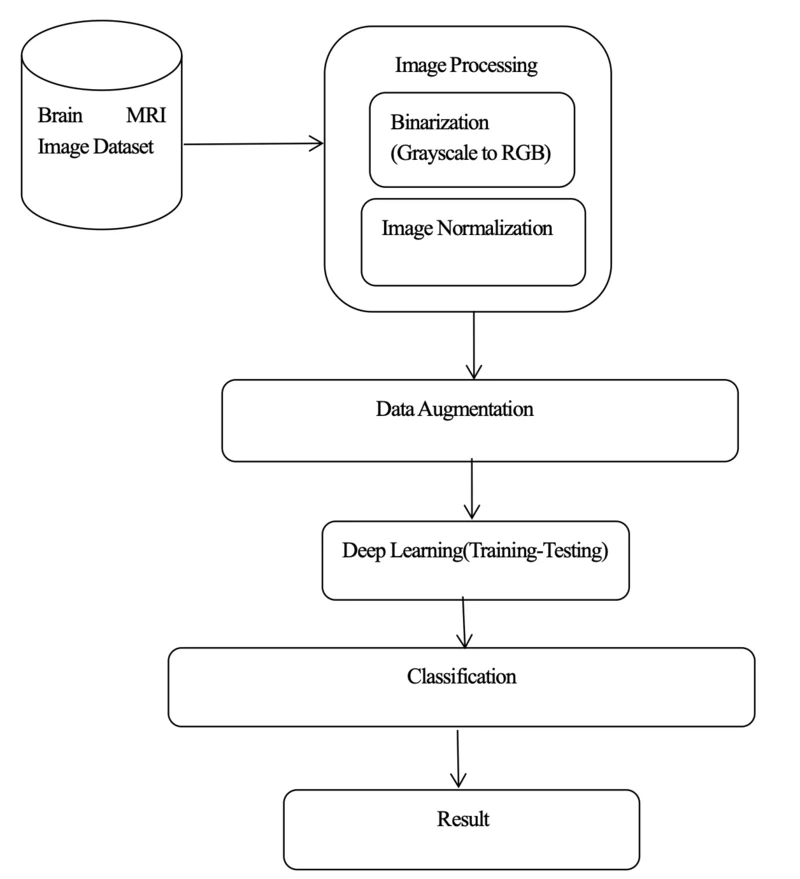 Brain MRI
Image Dataset
Image Processing
Binarization
(Grayscale to RGB)
Image Normalization
Data Augmentation
Deep Learning(Training-Testing)
Classification
Result